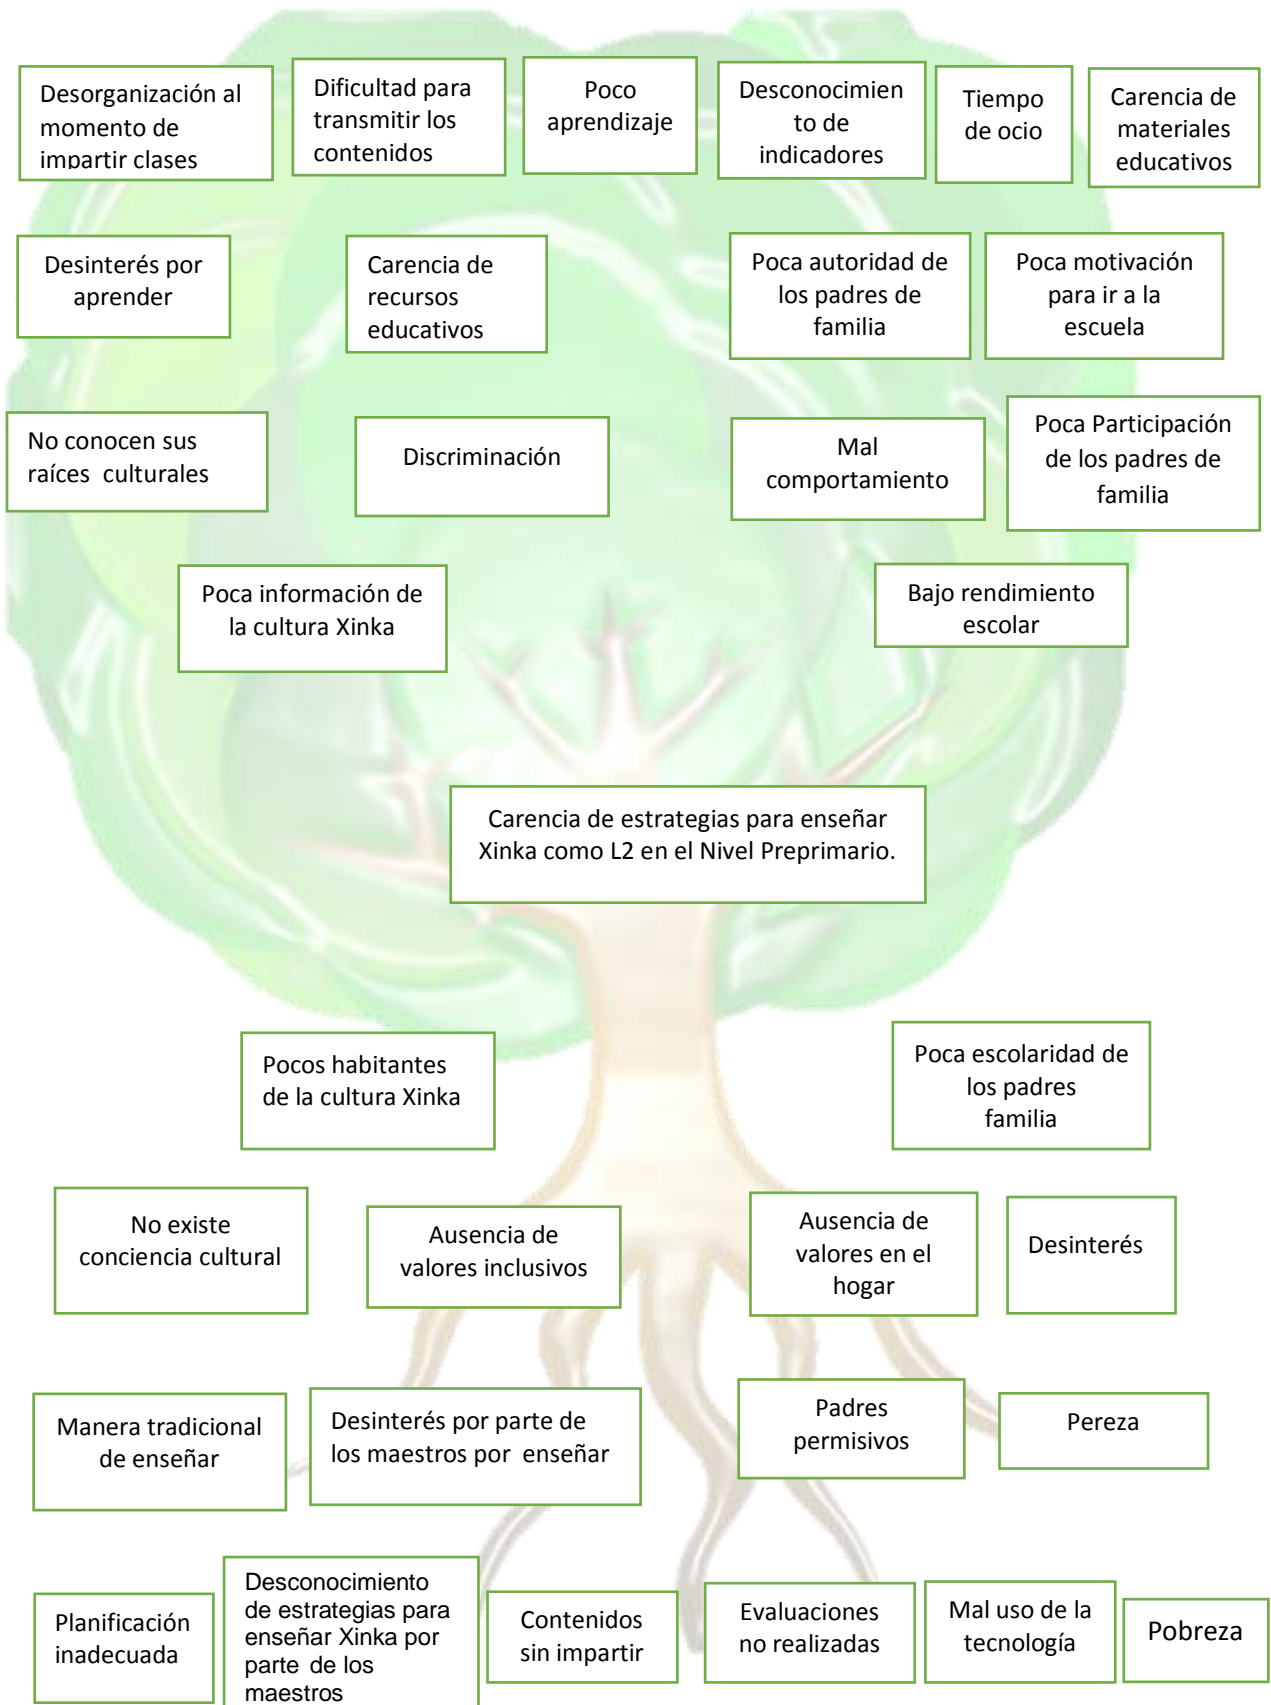 Desorganización al
momento de
impartir clases
Dificultad para
transmitir los
contenidos
Poco
aprendizaje
Desconocimien
to de
indicadores
Tiempo
de ocio
Carencia de
materiales
educativos
Desinterés por
aprender
Carencia de
recursos
educativos
Poca autoridad de
los padres de
familia
Poca motivación
para ir a la
escuela
No conocen sus
raíces culturales
Discriminación
Mal
comportamiento
Poca Participación
de los padres de
familia
Poca información de
la cultura Xinka
Bajo rendimiento
escolar
Carencia de estrategias para enseñar
Xinka como L2 en el Nivel Preprimario.
Pocos habitantes
de la cultura Xinka
Poca escolaridad de
los padres
familia
No existe
conciencia cultural
Ausencia de
valores inclusivos
Ausencia de
valores en el
hogar
Desinterés
Manera tradicional
de enseñar
Desinterés por parte de
los maestros por enseñar
Padres
permisivos
Pereza
Planificación
inadecuada
Desconocimiento
de estrategias para
enseñar Xinka por
parte de los
maestros
Contenidos
sin impartir
Evaluaciones
no realizadas
Mal uso de la
tecnología
Pobreza